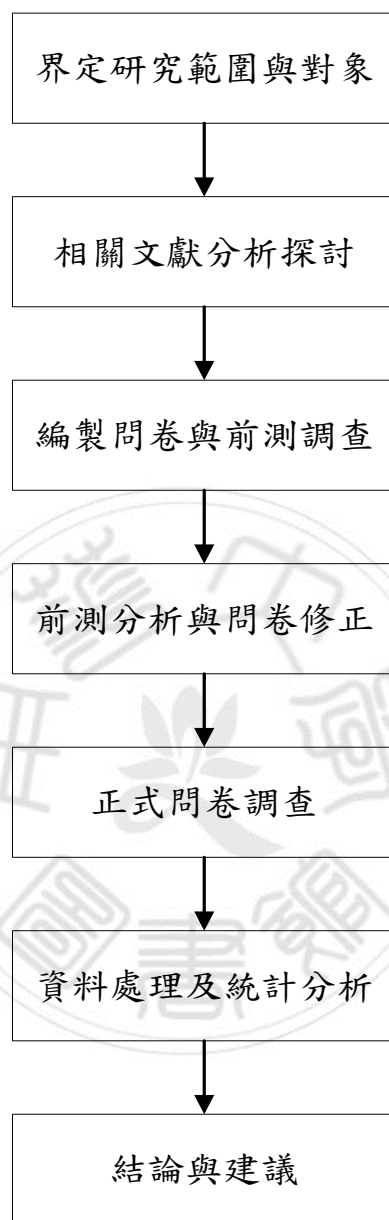 界定研究範圍與對象
相關文獻分析探討
編製問卷與前測調查
前測分析與問卷修正
正式問卷調查
資料處理及統計分析
結論與建議